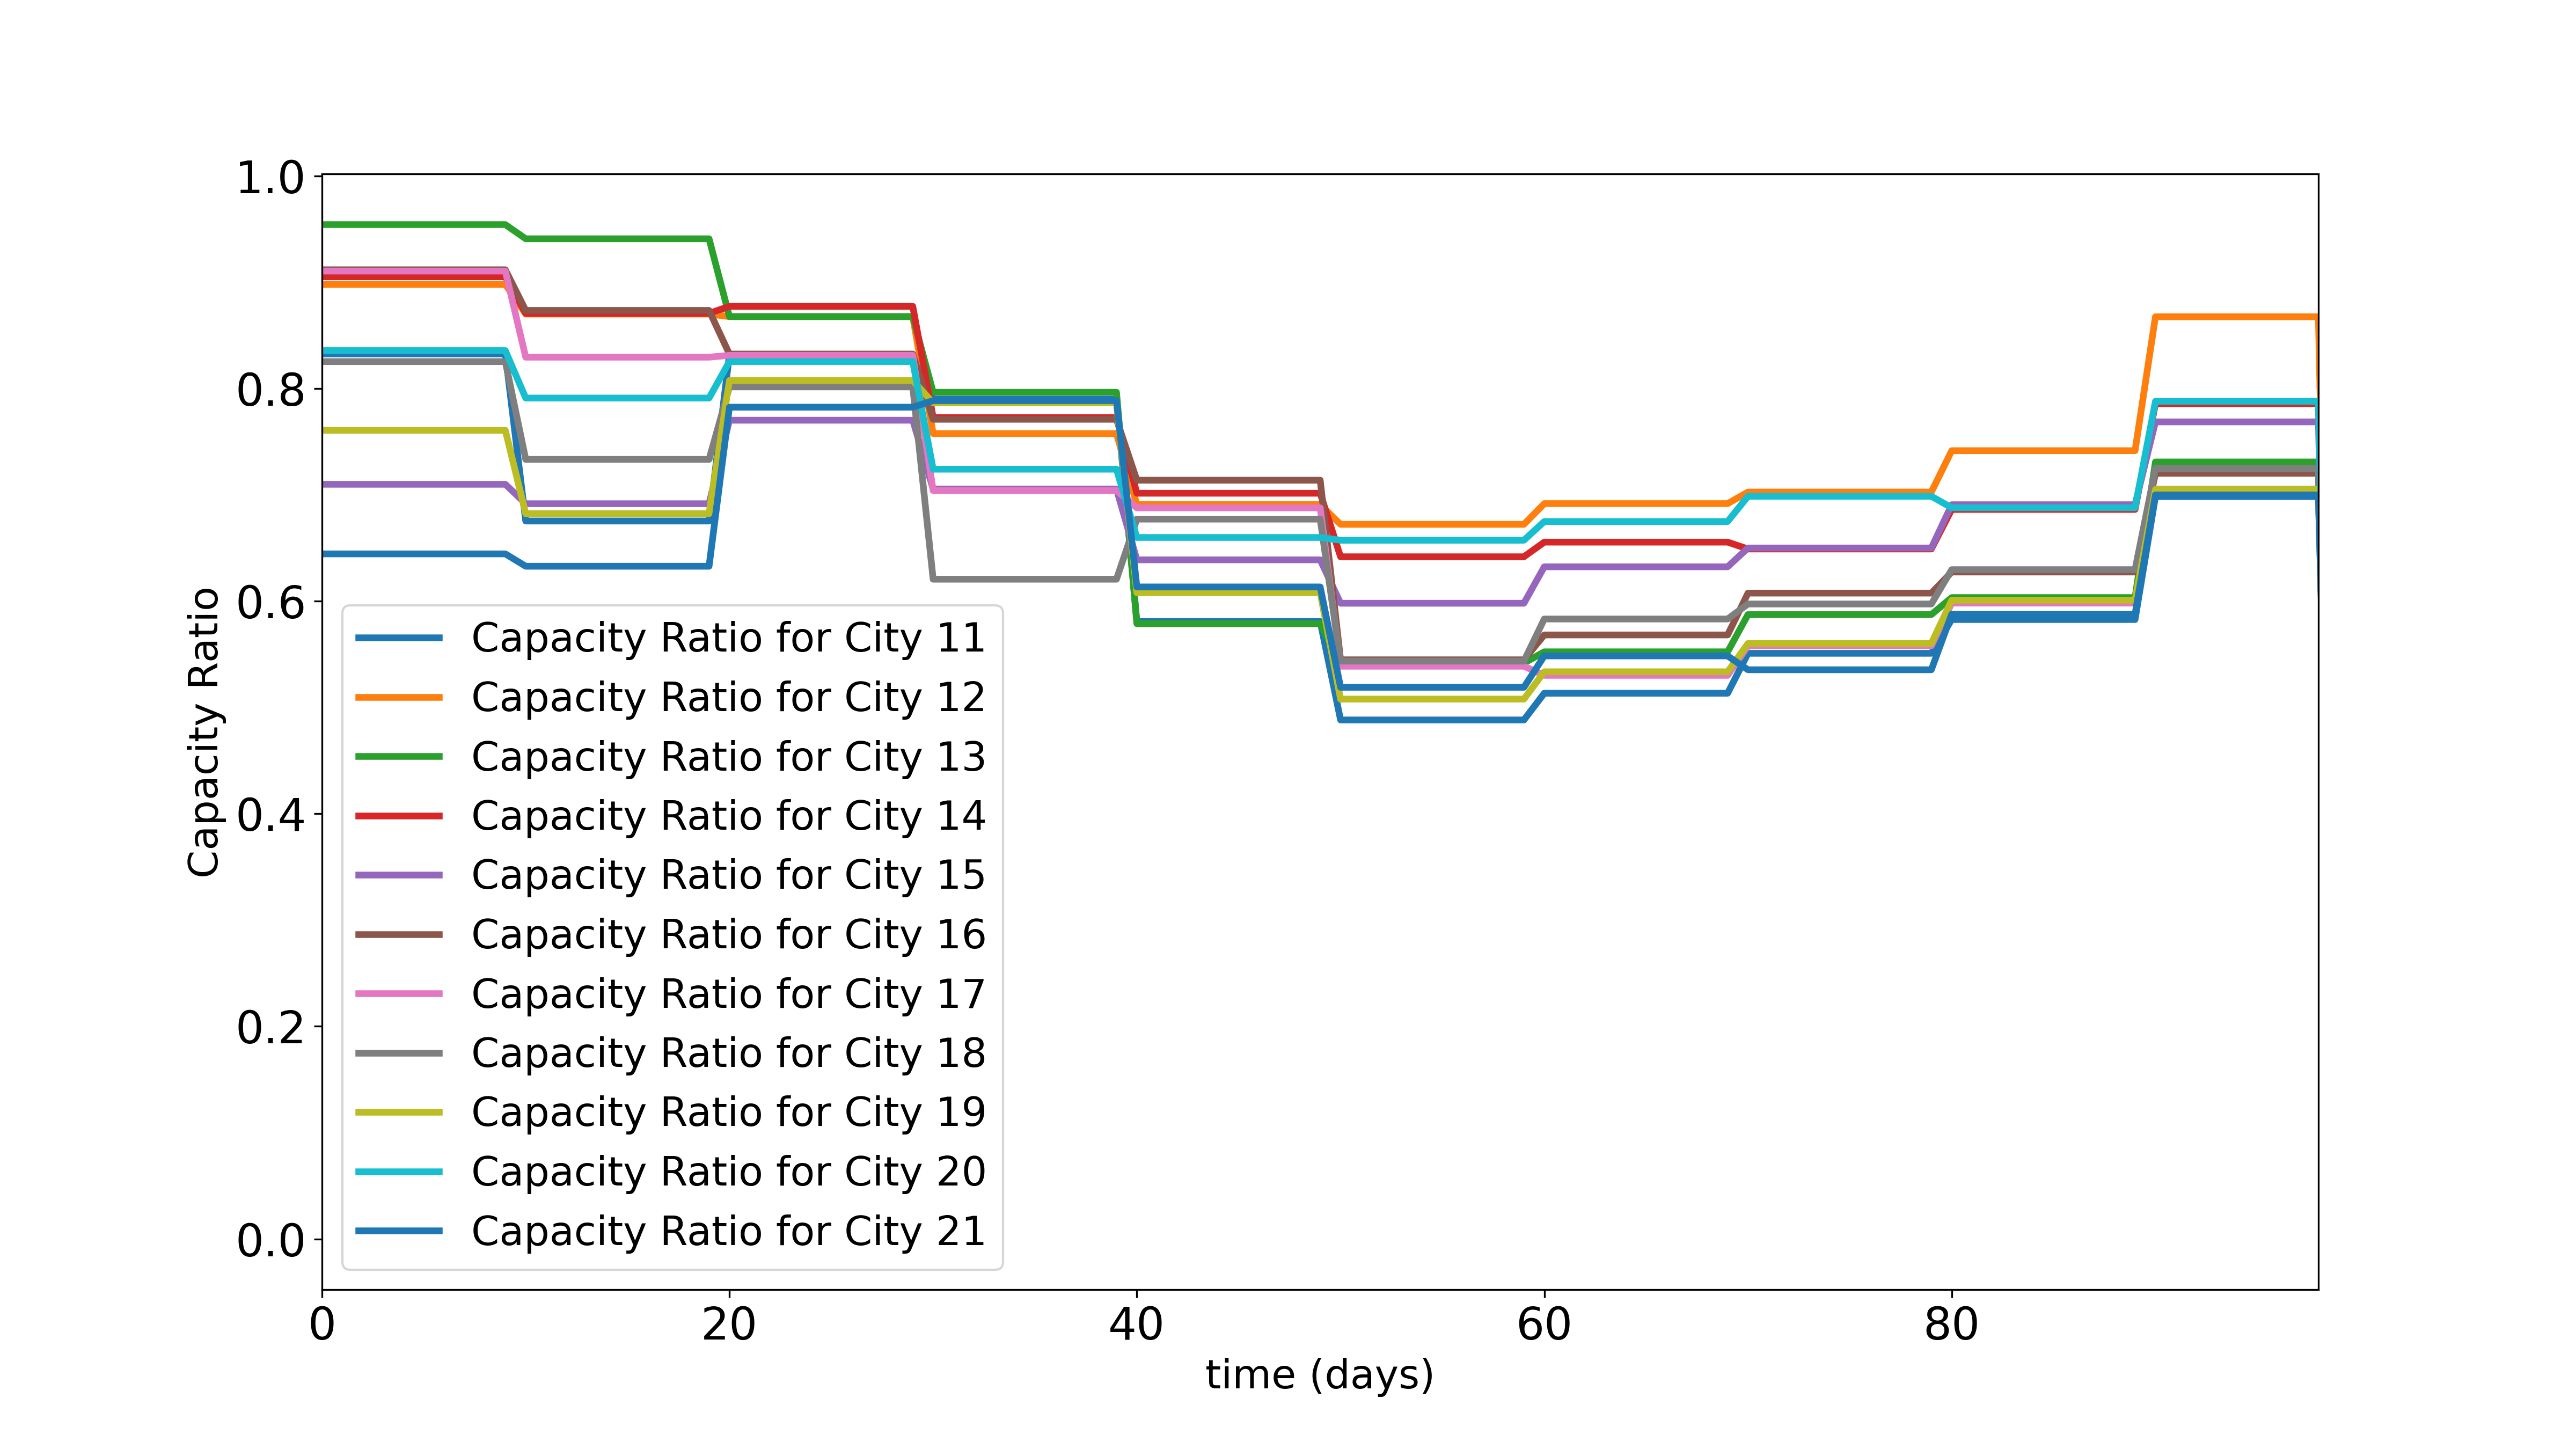 1.0
0.8
0.6
0.4
0.2
0.0
Capacity Ratio
Capacity Ratio for City 11
Capacity Ratio for City 12
Capacity Ratio for City 13
Capacity Ratio for City 14
Capacity Ratio for City 15
Capacity Ratio for City 16
Capacity Ratio for City 17
Capacity Ratio for City 18
Capacity Ratio for City 19
Capacity Ratio for City 20
Capacity Ratio for City 21
0 20 40 60 80
time (days)